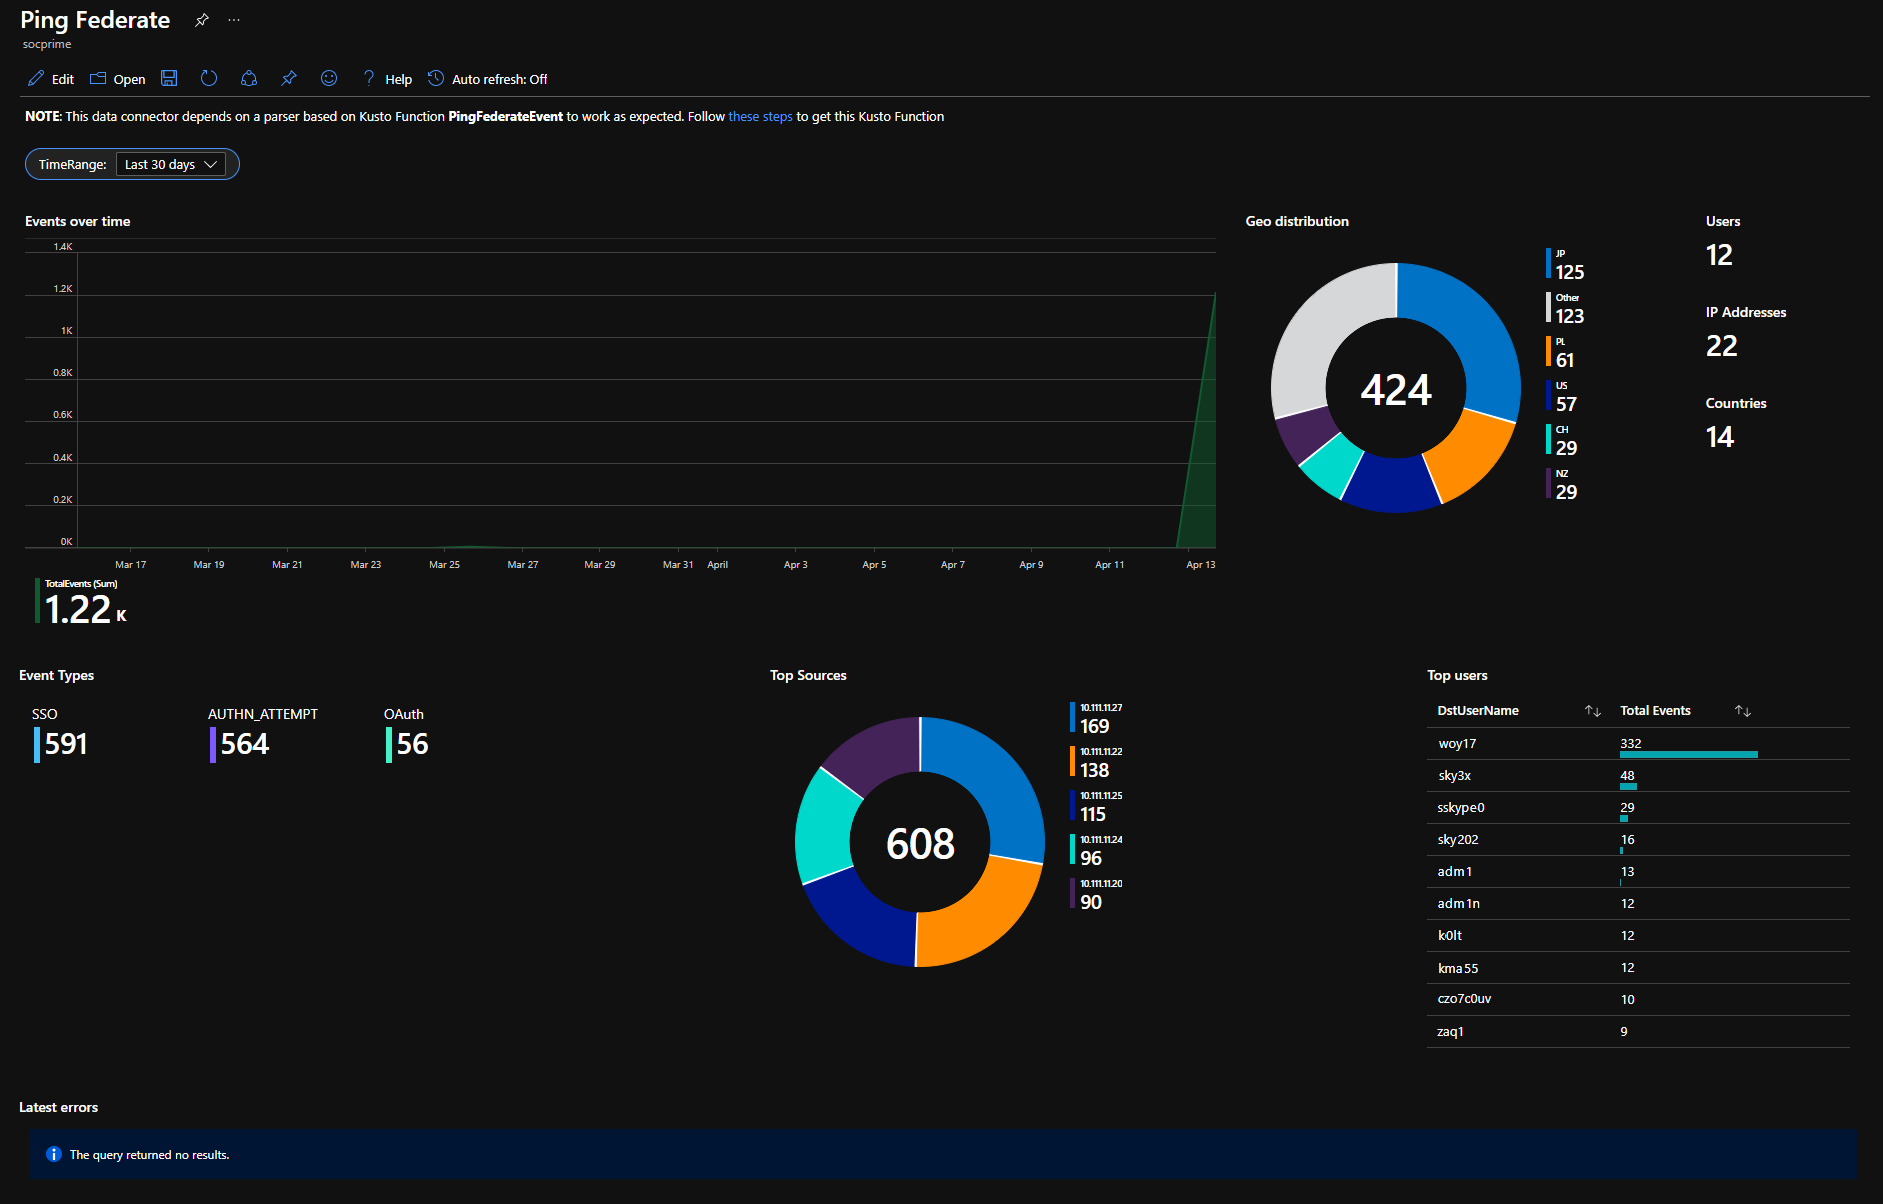 Ping Federate
socprime
Edit Open Help Auto refresh: Off
NOTE: This data connector depends on a parser based on Kusto Function PingFederateEvent to work as expected. Follow these steps to get this Kusto Function
TimeRange: Last 30 days
Events over time
1.4K
1.2K
1K
0.8K
0.6K
0.4K
0.2K
0K
Mar 17 Mar 19 Mar 21 Mar 23 Mar 25 Mar 27 Mar 29 Mar 31 April Apr 3 Apr 5 Apr 7 Apr 9 Apr 11 Apr 13
TotalEvents (Sum)
1.22 K
Geo distribution
424
JP
125
Other
123
PL
61
US
57
CH
29
NZ
29
Users
12
IP Addresses
22
Countries
14
Event Types
SSO
591
AUTHN_ATTEMPT
564
OAuth
56
Top Sources
608
10.111.11.27
169
10.111.11.22
138
10.111.11.25
115
10.111.11.24
96
10.111.11.20
90
Top users
DstUserName Total Events
woy17 332
sky3x 48
sskype0 29
sky202 16
adm1 13
adm1n 12
k0lt 12
kma55 12
czo7c0uv 10
zaq1 9
Latest errors
The query returned no results.